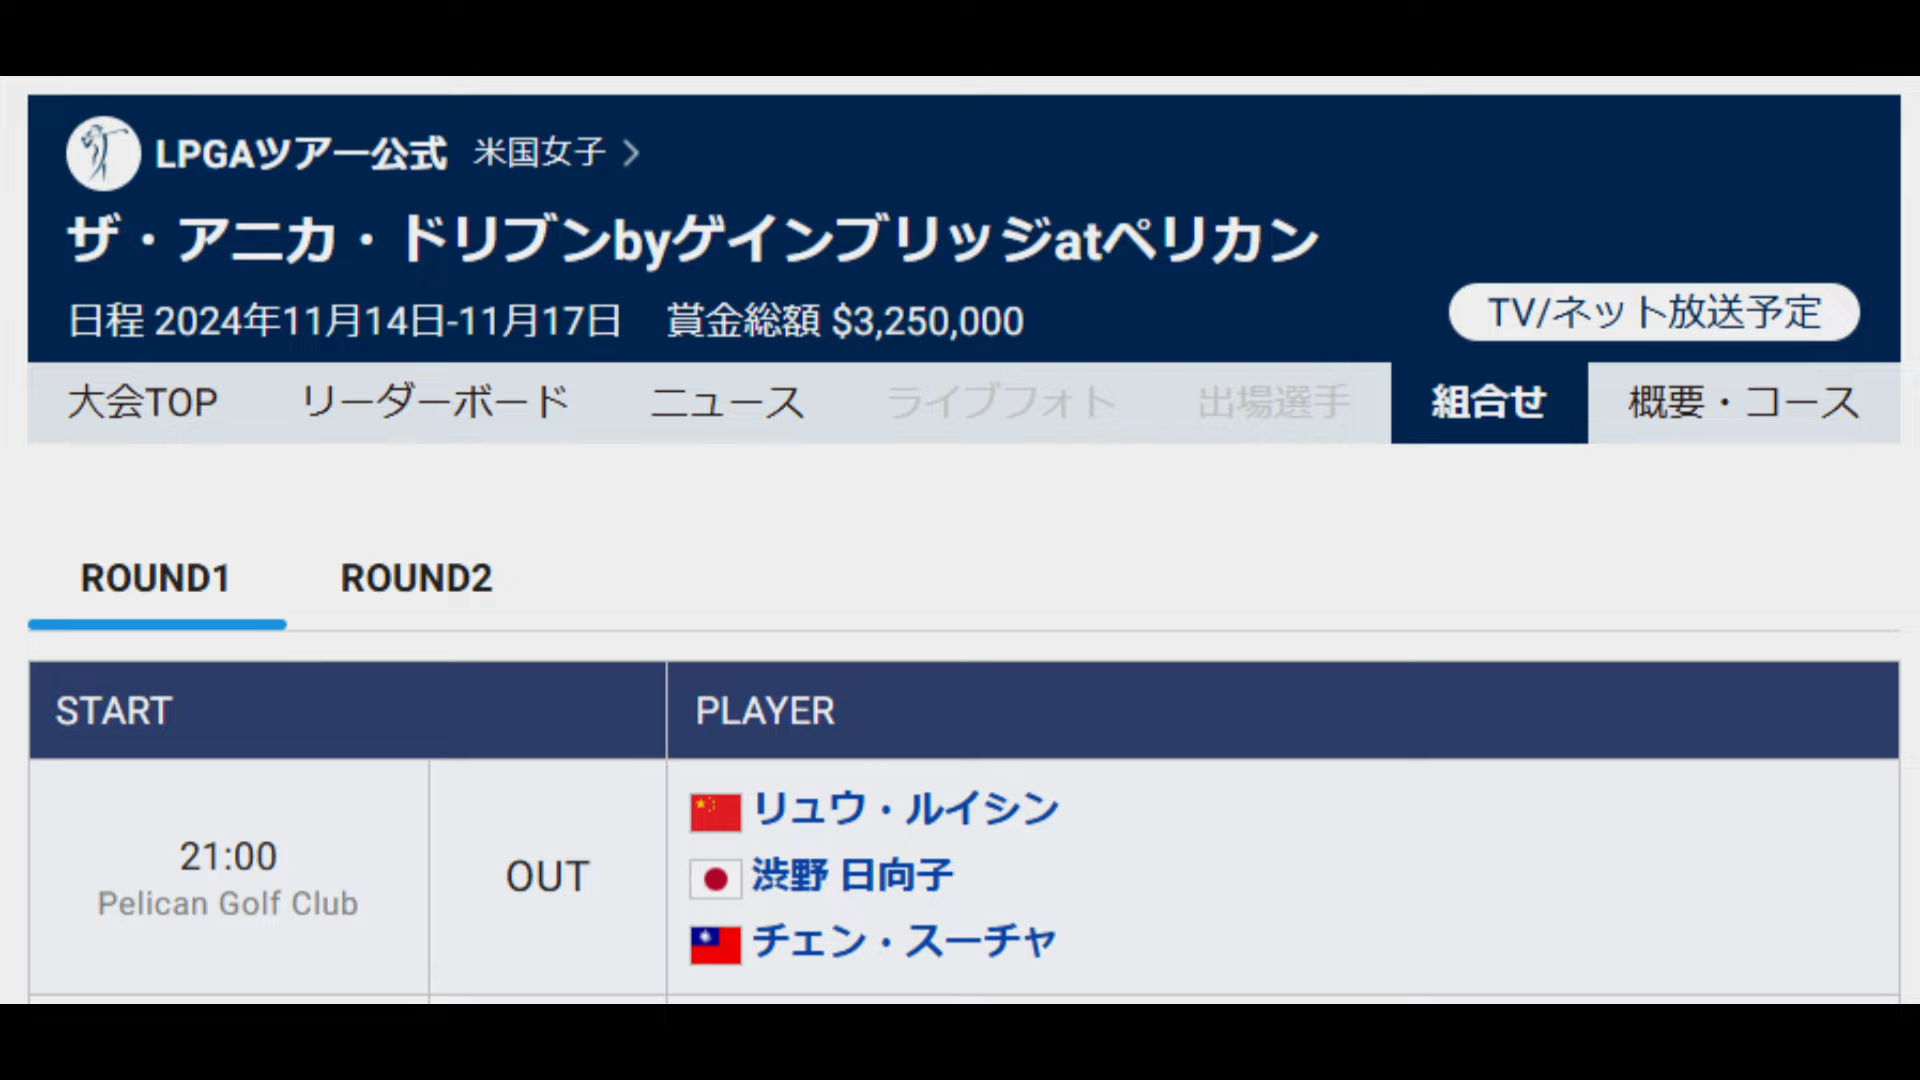 LPGAツアー公式 米国女子
ザ・アニカ・ドリブンbyゲインブリッジatペリカン
日程 2024年11月14日-11月17日 賞金総額 $3,250,000
TV/ネット放送予定
大会TOP リーダーボード ニュース ライブフォト 出場選手 組合せ 概要・コース
ROUND1 ROUND2
START PLAYER
21:00
Pelican Golf Club
OUT
リュウ・ルイシン
渋野 日向子
チェン・スーチャ